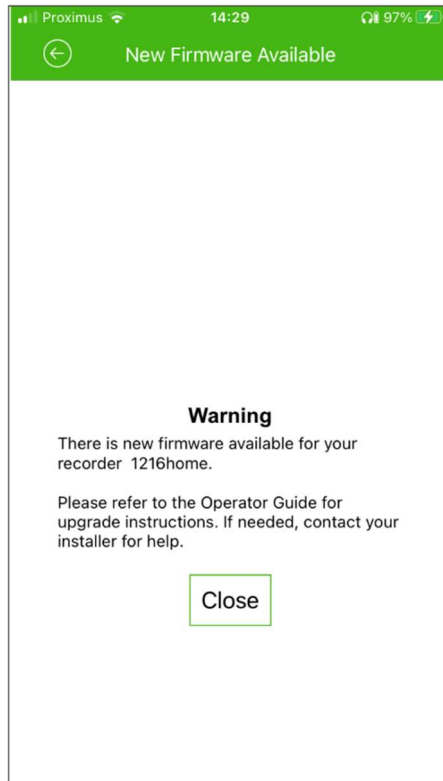 Proximus 14:29 97%
New Firmware Available
Warning
There is new firmware available for your
recorder 1216home.
Please refer to the Operator Guide for
upgrade instructions. If needed, contact your
installer for help.
Close